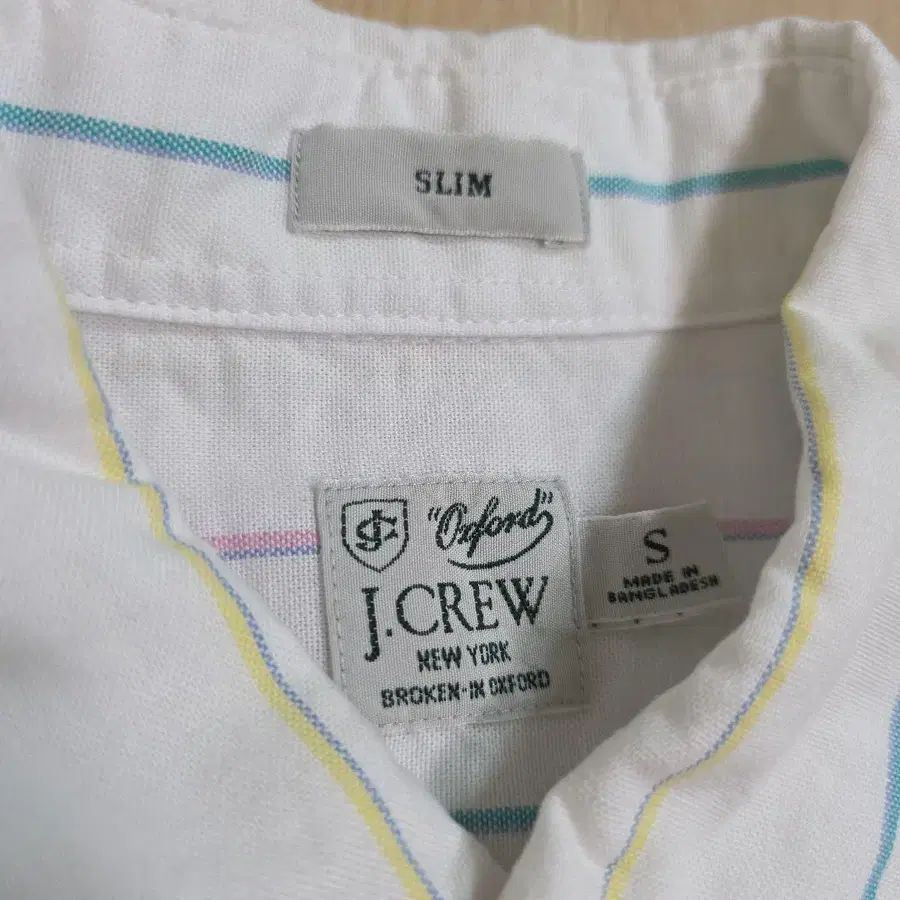 SLIM
"Oxford"
J.CREW
NEW YORK
BROKEN-IN OXFORD
S
MADE IN
BANGLADESH